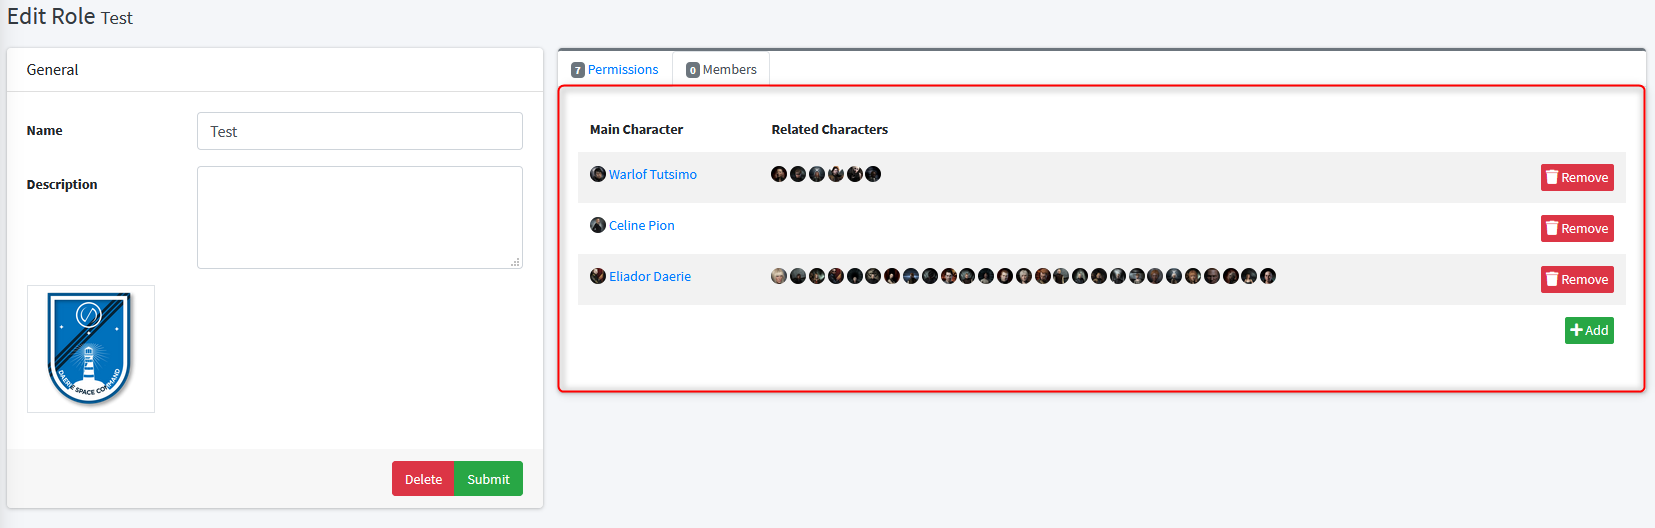 Edit Role Test
General
Name
Test
Description
DAERIE SPACE COMMAND
Delete
Submit
7 Permissions
0 Members
Main Character
Related Characters
Warlof Tutsimo
Remove
Celine Pion
Remove
Eliador Daerie
Remove
Add